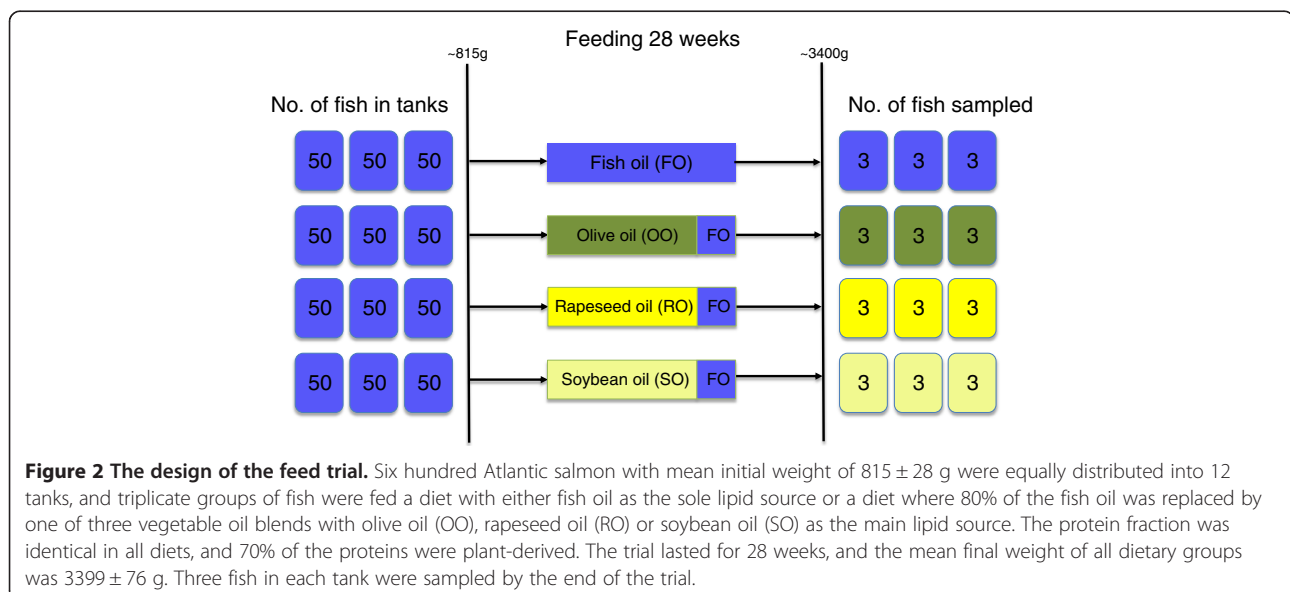 Feeding 28 weeks
~815g ~3400g
No. of fish in tanks No. of fish sampled
50 50 50 Fish oil (FO) 3 3 3
50 50 50 Olive oil (OO) FO 3 3 3
50 50 50 Rapeseed oil (RO) FO 3 3 3
50 50 50 Soybean oil (SO) FO 3 3 3
Figure 2 The design of the feed trial. Six hundred Atlantic salmon with mean initial weight of 815 ± 28 g were equally distributed into 12
tanks, and triplicate groups of fish were fed a diet with either fish oil as the sole lipid source or a diet where 80% of the fish oil was replaced by
one of three vegetable oil blends with olive oil (OO), rapeseed oil (RO) or soybean oil (SO) as the main lipid source. The protein fraction was
identical in all diets, and 70% of the proteins were plant-derived. The trial lasted for 28 weeks, and the mean final weight of all dietary groups
was 3399 ± 76 g. Three fish in each tank were sampled by the end of the trial.